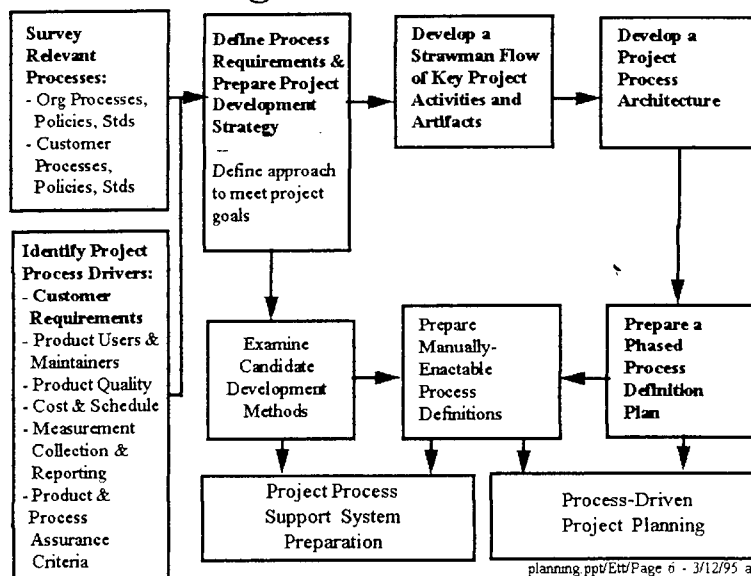 Survey
Relevant
Processes:
- Org Processes,
Policies, Stds
- Customer
Processes,
Policies, Stds
Define Process
Requirements &
Prepare Project
Development
Strategy
--
Define approach
to meet project
goals
Develop a
Strawman Flow
of Key Project
Activities and
Artifacts
Develop a
Project
Process
Architecture
Identify Project
Process Drivers:
- Customer
Requirements
- Product Users &
Maintainers
- Product Quality
- Cost & Schedule
- Measurement
Collection &
Reporting
- Product &
Process
Assurance
Criteria
Examine
Candidate
Development
Methods
Prepare
Manually-
Enactable
Process
Definitions
Prepare a
Phased
Process
Definition
Plan
Project Process
Support System
Preparation
Process-Driven
Project Planning
planning.ppt/Ett/Page 6 - 3/12/95